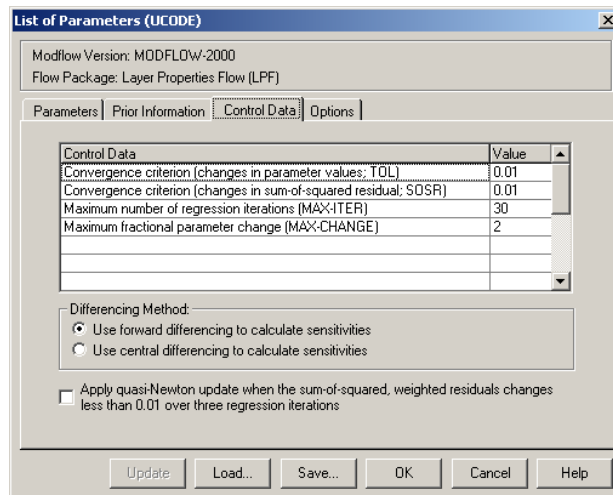 List of Parameters (UCODE)
Modflow Version: MODFLOW-2000
Flow Package: Layer Properties Flow (LPF)
Parameters Prior Information Control Data Options
Control Data Value
Convergence criterion (changes in parameter values; TOL) 0.01
Convergence criterion (changes in sum-of-squared residual; SOSR) 0.01
Maximum number of regression iterations (MAX-ITER) 30
Maximum fractional parameter change (MAX-CHANGE) 2
Differencing Method:
Use forward differencing to calculate sensitivities
Use central differencing to calculate sensitivities
Apply quasi-Newton update when the sum-of-squared, weighted residuals changes
less than 0.01 over three regression iterations
Update Load... Save... OK Cancel Help